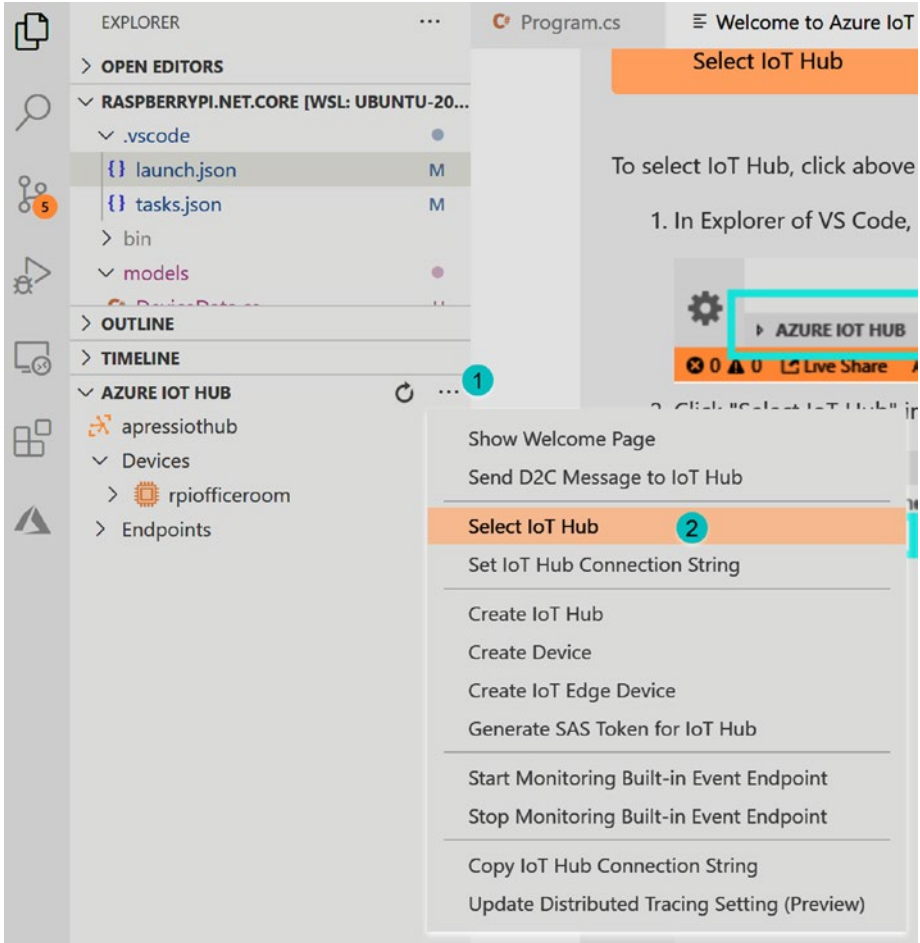 EXPLORER
Program.cs
Welcome to Azure IoT
OPEN EDITORS
RASPBERRYPI.NET.CORE [WSL: UBUNTU-20...
.vscode
{} launch.json M
{} tasks.json M
bin
models
OUTLINE
TIMELINE
AZURE IOT HUB
apressiothub
Devices
rpiofficeroom
Endpoints
5
1
Select IoT Hub
To select IoT Hub, click above
1. In Explorer of VS Code,
AZURE IOT HUB
0 0 Live Share
Show Welcome Page
Send D2C Message to IoT Hub
Select IoT Hub 2
Set IoT Hub Connection String
Create IoT Hub
Create Device
Create IoT Edge Device
Generate SAS Token for IoT Hub
Start Monitoring Built-in Event Endpoint
Stop Monitoring Built-in Event Endpoint
Copy IoT Hub Connection String
Update Distributed Tracing Setting (Preview)